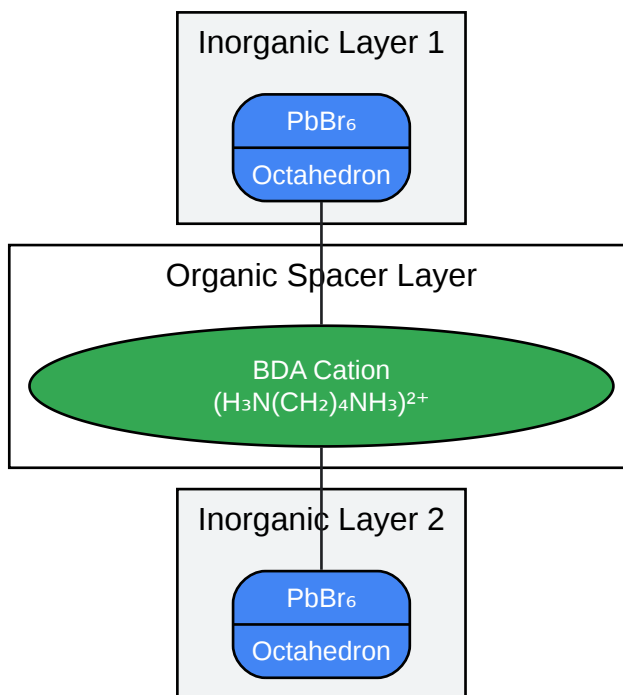 Inorganic Layer 1
PbBr₆
Octahedron
Organic Spacer Layer
BDA Cation
(H₃N(CH₂)₄NH₃)²⁺
Inorganic Layer 2
PbBr₆
Octahedron